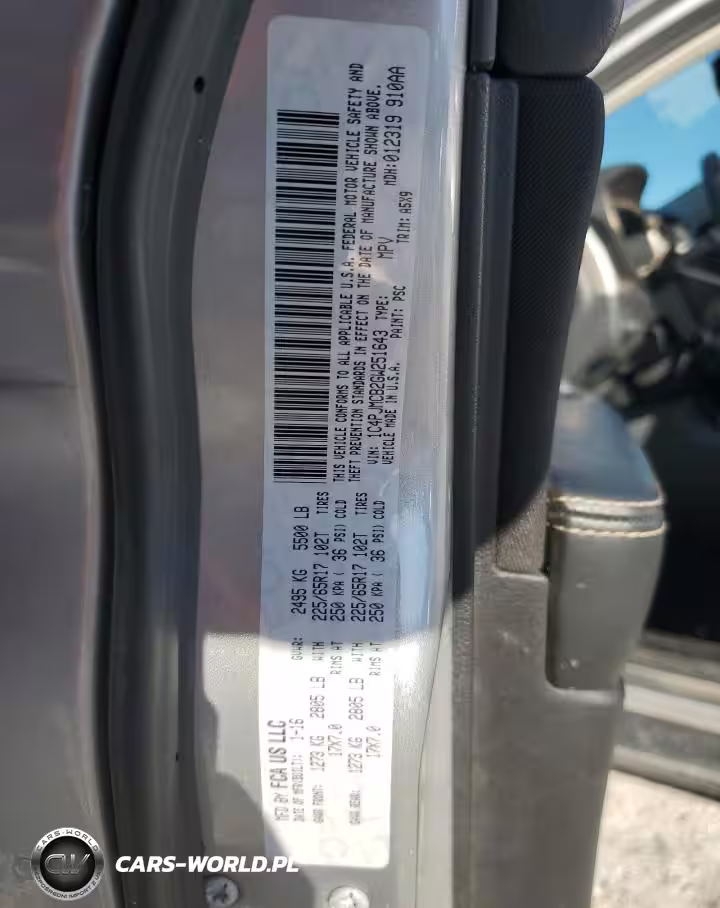 MFD BY FCA US LLC
DATE OF MFR(BUILT): 1-16 GVWR: 2495 KG 5500 LB
GAWR FRONT: 1273 KG 2805 LB WITH 225/65R17 102T TIRES
17X7.0 RIMS AT 250 KPA ( 36 PSI) COLD
GAWR REAR: 1273 KG 2805 LB WITH 225/65R17 102T TIRES
17X7.0 RIMS AT 250 KPA ( 36 PSI) COLD
THIS VEHICLE CONFORMS TO ALL APPLICABLE U.S.A. FEDERAL MOTOR VEHICLE SAFETY AND
THEFT PREVENTION STANDARDS IN EFFECT ON THE DATE OF MANUFACTURE SHOWN ABOVE.
VIN: 1C4PJMCB2GW251643 TYPE: MPV MDH:012319 910AA
VEHICLE MADE IN U.S.A. PAINT: PSC TRIM: A5X9
CARS-WORLD
CW
CARS-WORLD.PL